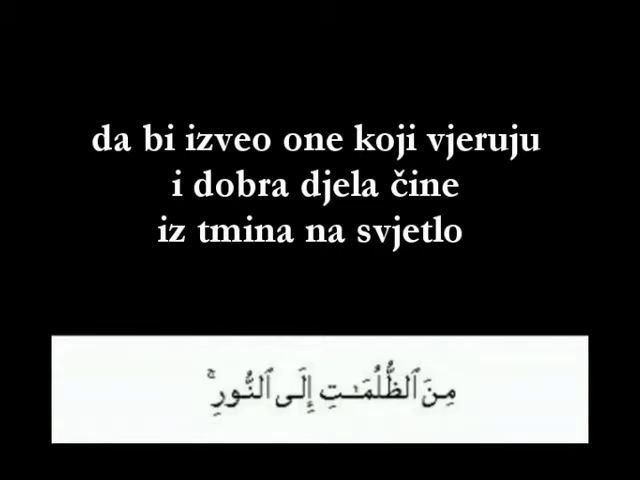 da bi izveo one koji vjeruju
i dobra djela čine
iz tmina na svjetlo
مِنَ ٱلظُّلُمَـٰتِ إِلَى ٱلنُّورِ ۚ